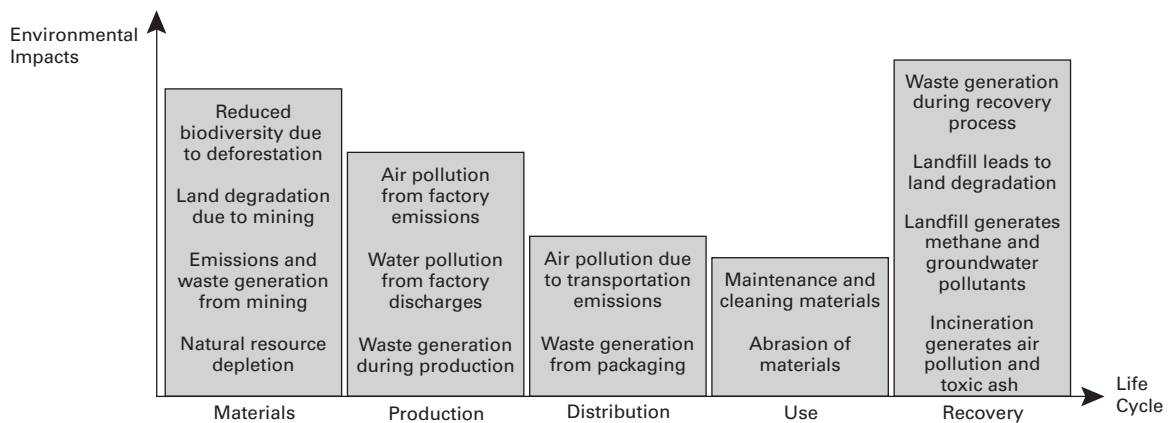 Environmental
Impacts
Reduced
biodiversity due
to deforestation
Land degradation
due to mining
Emissions and
waste generation
from mining
Natural resource
depletion
Materials
Air pollution
from factory
emissions
Water pollution
from factory
discharges
Waste generation
during production
Production
Air pollution due
to transportation
emissions
Waste generation
from packaging
Distribution
Maintenance and
cleaning materials
Abrasion of
materials
Use
Waste generation
during recovery
process
Landfill leads to
land degradation
Landfill generates
methane and
groundwater
pollutants
Incineration
generates air
pollution and
toxic ash
Recovery
Life
Cycle